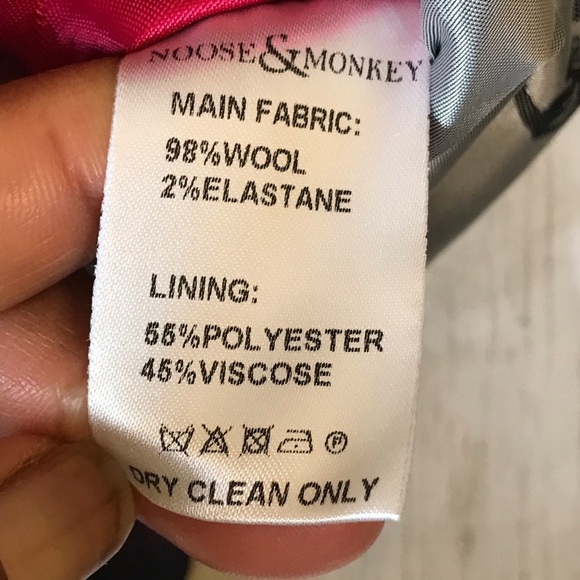 NOOSE&MONKEY
MAIN FABRIC:
98%WOOL
2%ELASTANE
LINING:
55%POLYESTER
45%VISCOSE
P
DRY CLEAN ONLY